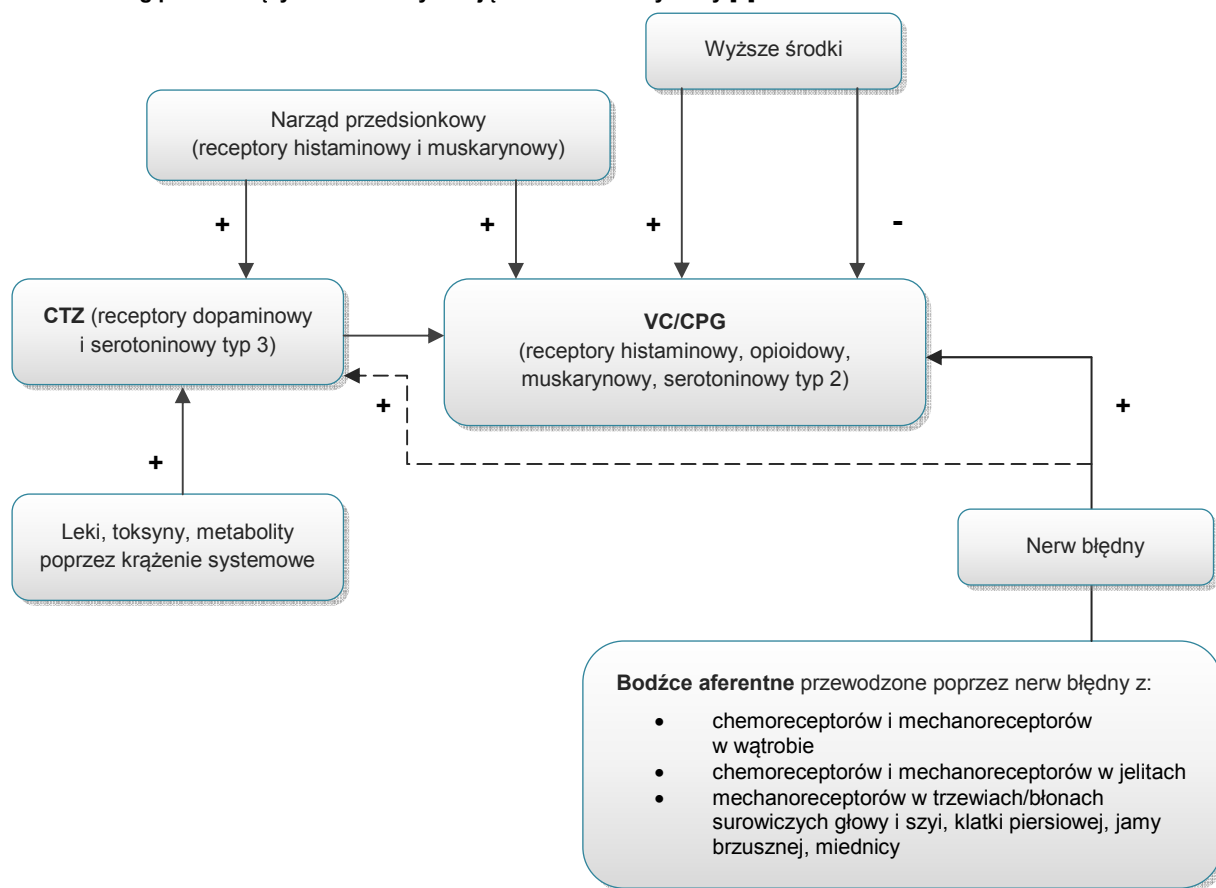 Wyższe środki
Narząd przedsionkowy
(receptory histaminowy i muskarynowy)
+
+
+
-
CTZ (receptory dopaminowy
i serotoninowy typ 3)
VC/CPG
(receptory histaminowy, opioidowy,
muskarynowy, serotoninowy typ 2)
+
+
+
Leki, toksyny, metabolity
poprzez krążenie systemowe
Nerw błędny
Bodźce aferentne przewodzone poprzez nerw błędny z:
• chemoreceptorów i mechanoreceptorów
w wątrobie
• chemoreceptorów i mechanoreceptorów w jelitach
• mechanoreceptorów w trzewiach/błonach
surowiczych głowy i szyi, klatki piersiowej, jamy
brzusznej, miednicy